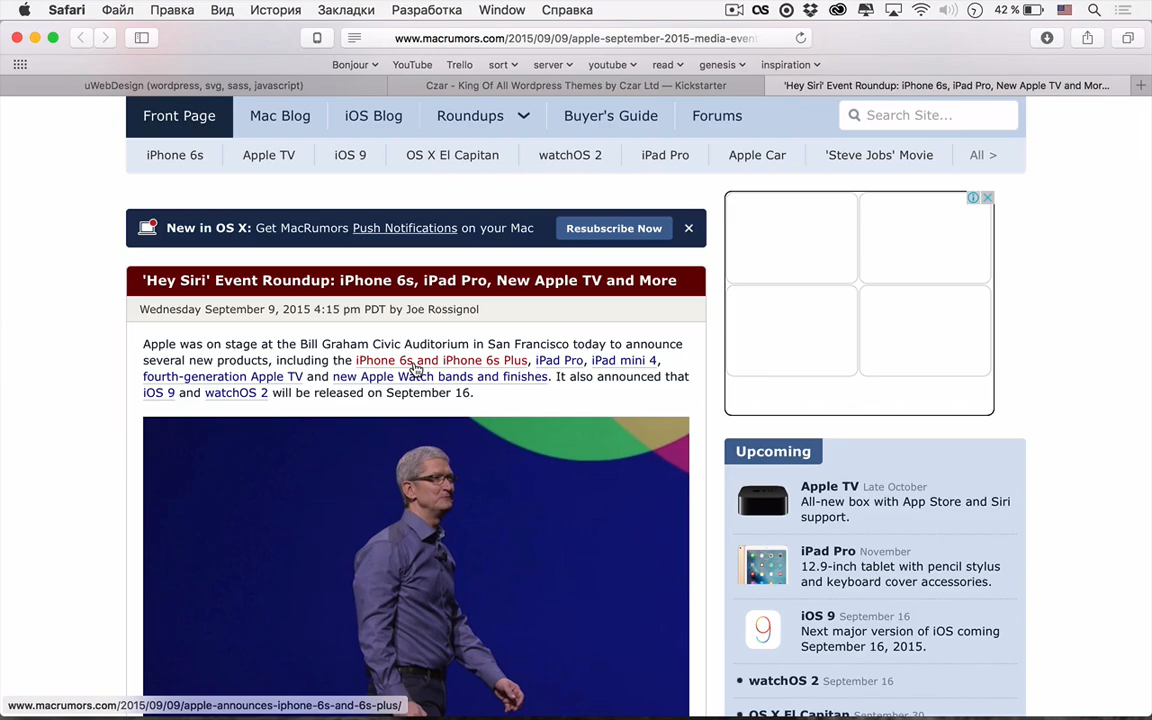 Safari Файл Правка Вид История Закладки Разработка Window Справка
42 %
www.macrumors.com/2015/09/09/apple-september-2015-media-even
Bonjour YouTube Trello sort server youtube read genesis inspiration
uWebDesign (wordpress, svg, sass, javascript)
Czar - King Of All Wordpress Themes by Czar Ltd — Kickstarter
'Hey Siri' Event Roundup: iPhone 6s, iPad Pro, New Apple TV and Mor...
Front Page Mac Blog iOS Blog Roundups Buyer's Guide Forums
Search Site...
iPhone 6s Apple TV iOS 9 OS X El Capitan watchOS 2 iPad Pro Apple Car 'Steve Jobs' Movie All >
New in OS X: Get MacRumors Push Notifications on your Mac
Resubscribe Now
'Hey Siri' Event Roundup: iPhone 6s, iPad Pro, New Apple TV and More
Wednesday September 9, 2015 4:15 pm PDT by Joe Rossignol
Apple was on stage at the Bill Graham Civic Auditorium in San Francisco today to announce
several new products, including the iPhone 6s and iPhone 6s Plus, iPad Pro, iPad mini 4,
fourth-generation Apple TV and new Apple Watch bands and finishes. It also announced that
iOS 9 and watchOS 2 will be released on September 16.
Upcoming
Apple TV Late October
All-new box with App Store and Siri
support.
iPad Pro November
12.9-inch tablet with pencil stylus
and keyboard cover accessories.
9
iOS 9 September 16
Next major version of iOS coming
September 16, 2015.
• watchOS 2 September 16
• OS X El Capitan September 30
www.macrumors.com/2015/09/09/apple-announces-iphone-6s-and-6s-plus/